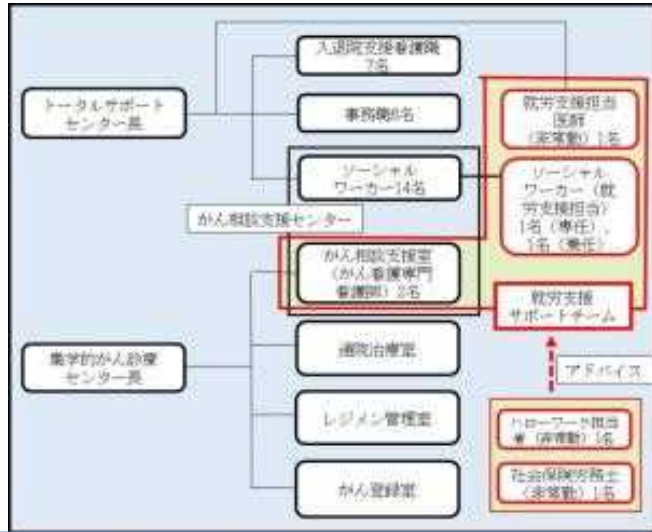 入退院支援看護職
7名
トータルサポート
センター長
事務職6名
ソーシャル
ワーカー14名
がん相談支援センター
がん相談支援室
(がん看護専門
看護師)2名
集学的がん診療
センター長
通院治療室
レジメン管理室
がん登録室
就労支援担当
医師
(非常勤)1名
ソーシャル
ワーカー(就
労支援担当)
1名(専任)、
1名(兼任)
就労支援
サポートチーム
アドバイス
ハローワーク担当
者(非常勤)1名
社会保険労務士
(非常勤)1名